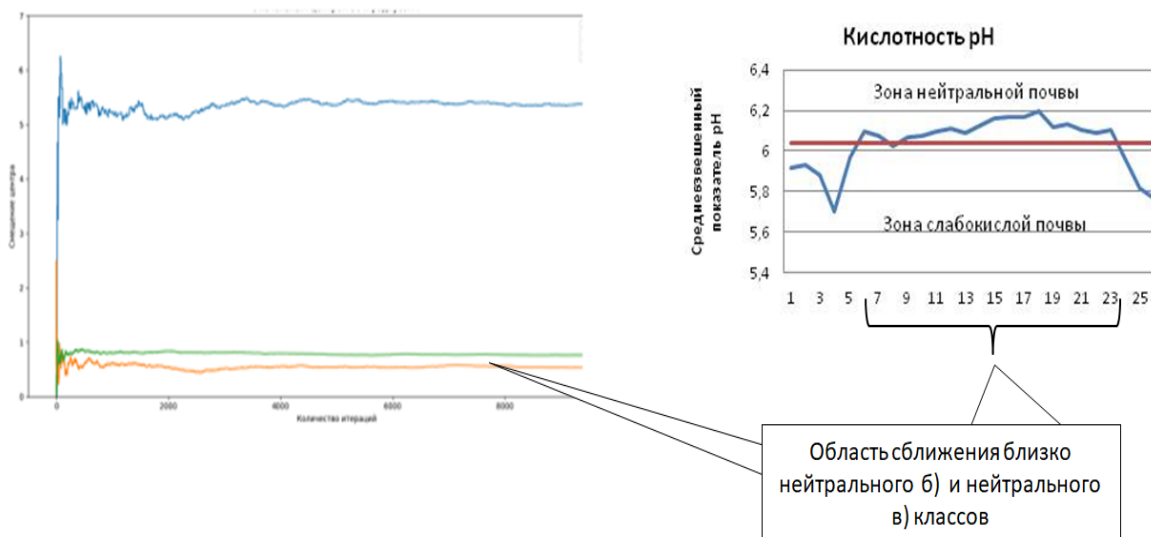 7
6
5
4
3
2
1
0
Смещение центра
0
2000
4000
6000
8000
Количество итераций
Кислотность pH
Средневзвешенный
показатель pH
6,4
6,2
6
5,8
5,6
5,4
Зона нейтральной почвы
Зона слабокислой почвы
1 3 5 7 9 11 13 15 17 19 21 23 25
Область сближения близко
нейтрального б) и нейтрального
в) классов